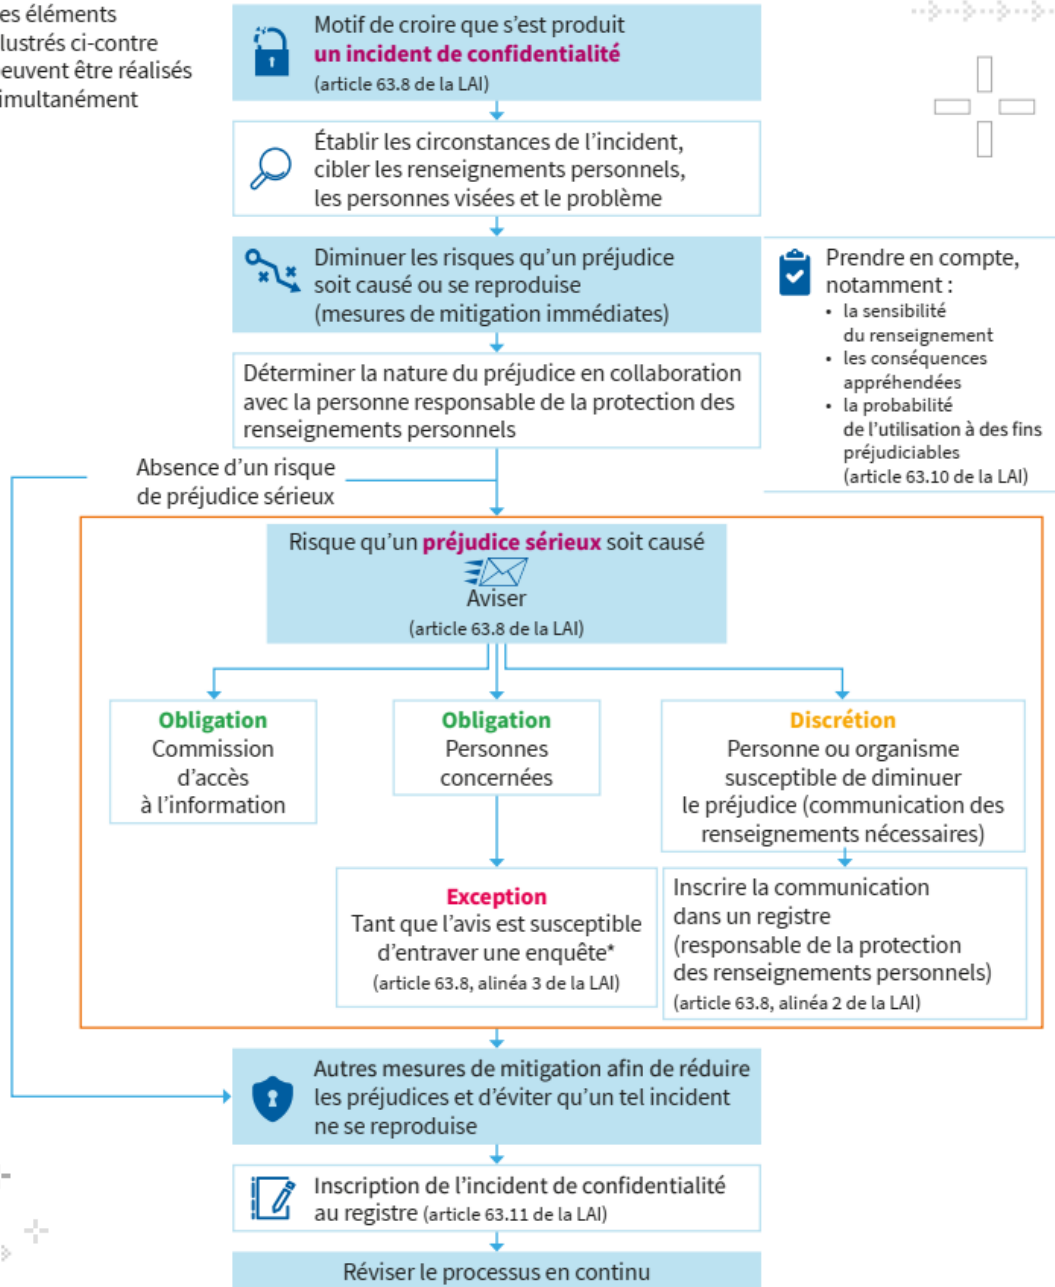 es éléments
lustrés ci-contre
euvent être réalisés
imultanément
Motif de croire que s'est produit
un incident de confidentialité
(article 63.8 de la LAI)
Établir les circonstances de l'incident,
cibler les renseignements personnels,
les personnes visées et le problème
Diminuer les risques qu'un préjudice
soit causé ou se reproduise
(mesures de mitigation immédiates)
Prendre en compte,
notamment :
• la sensibilité
du renseignement
• les conséquences
appréhendées
• la probabilité
de l'utilisation à des fins
préjudiciables
(article 63.10 de la LAI)
Déterminer la nature du préjudice en collaboration
avec la personne responsable de la protection des
renseignements personnels
Absence d'un risque
de préjudice sérieux
Risque qu'un préjudice sérieux soit causé
Aviser
(article 63.8 de la LAI)
Obligation
Commission
d'accès
à l'information
Obligation
Personnes
concernées
Discrétion
Personne ou organisme
susceptible de diminuer
le préjudice (communication des
renseignements nécessaires)
Exception
Tant que l'avis est susceptible
d'entraver une enquête*
(article 63.8, alinéa 3 de la LAI)
Inscrire la communication
dans un registre
(responsable de la protection
des renseignements personnels)
(article 63.8, alinéa 2 de la LAI)
Autres mesures de mitigation afin de réduire
les préjudices et d'éviter qu'un tel incident
ne se reproduise
Inscription de l'incident de confidentialité
au registre (article 63.11 de la LAI)
Réviser le processus en continu